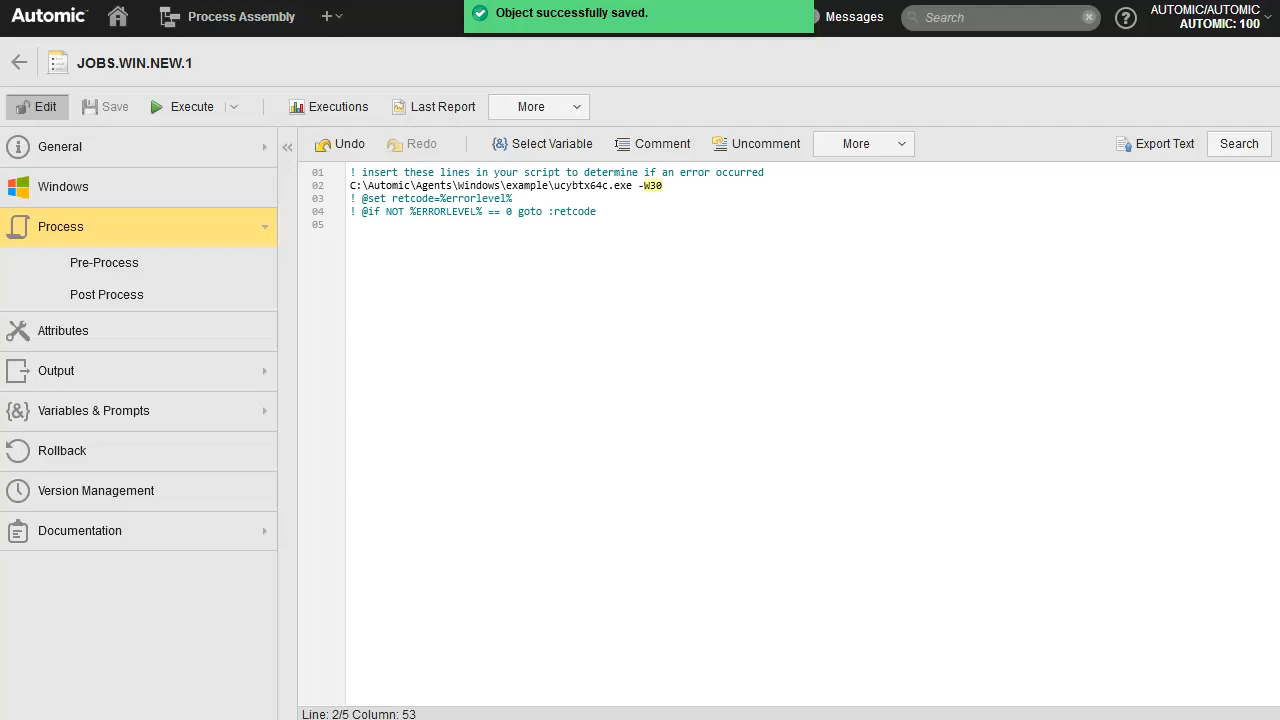 Automic™ Process Assembly + Object successfully saved. Messages Search AUTOMIC/AUTOMIC
AUTOMIC: 100
JOBS.WIN.NEW.1
Edit Save Execute Executions Last Report More
General
Windows
Process
Pre-Process
Post Process
Attributes
Output
Variables & Prompts
Rollback
Version Management
Documentation
Undo Redo {&} Select Variable Comment Uncomment More Export Text Search
01 ! insert these lines in your script to determine if an error occurred
02 C:\Automic\Agents\Windows\example\ucybtx64c.exe -W30
03 ! @set retcode=%errorlevel%
04 ! @if NOT %ERRORLEVEL% == 0 goto :retcode
05
Line: 2/5 Column: 53